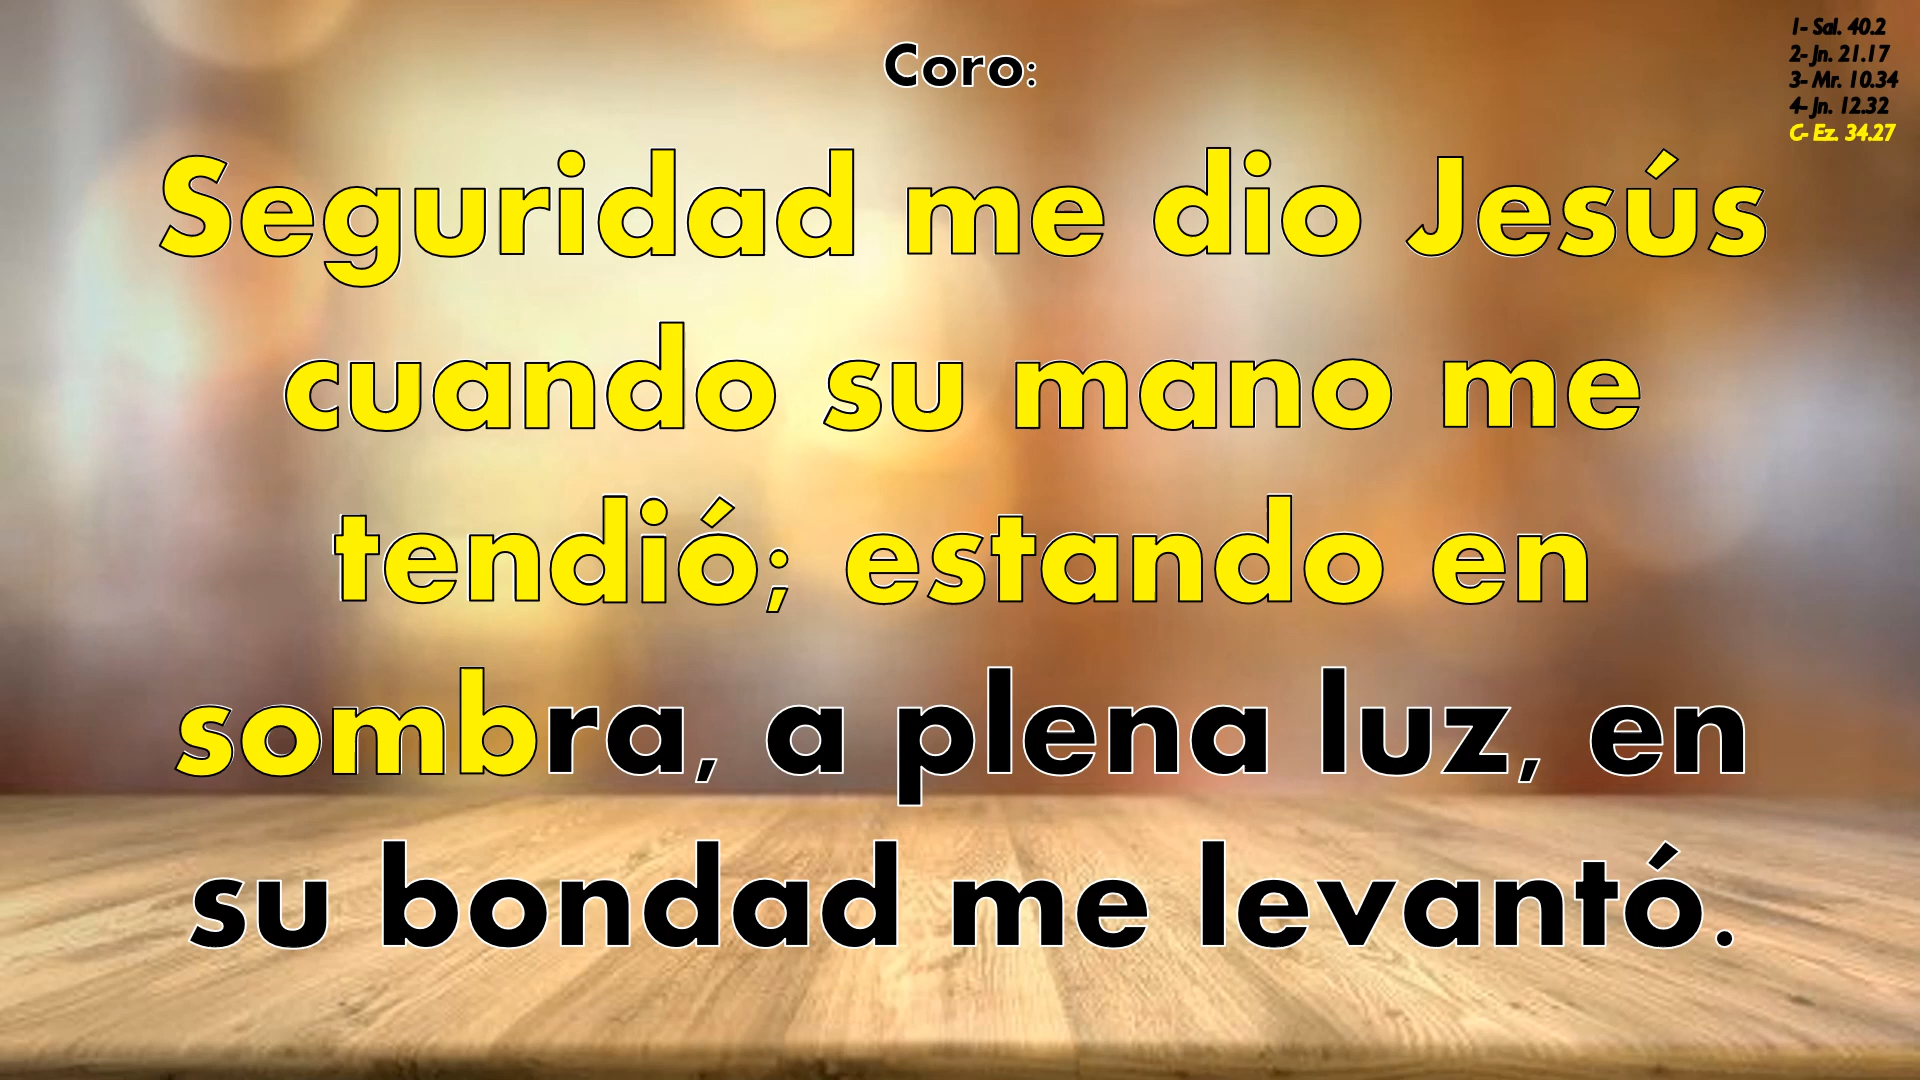 Coro:
1- Sal. 40.2
2- Jn. 21.17
3- Mr. 10.34
4- Jn. 12.32
C- Ez. 34.27
Seguridad me dio Jesús
cuando su mano me
tendió; estando en
sombra, a plena luz, en
su bondad me levantó.